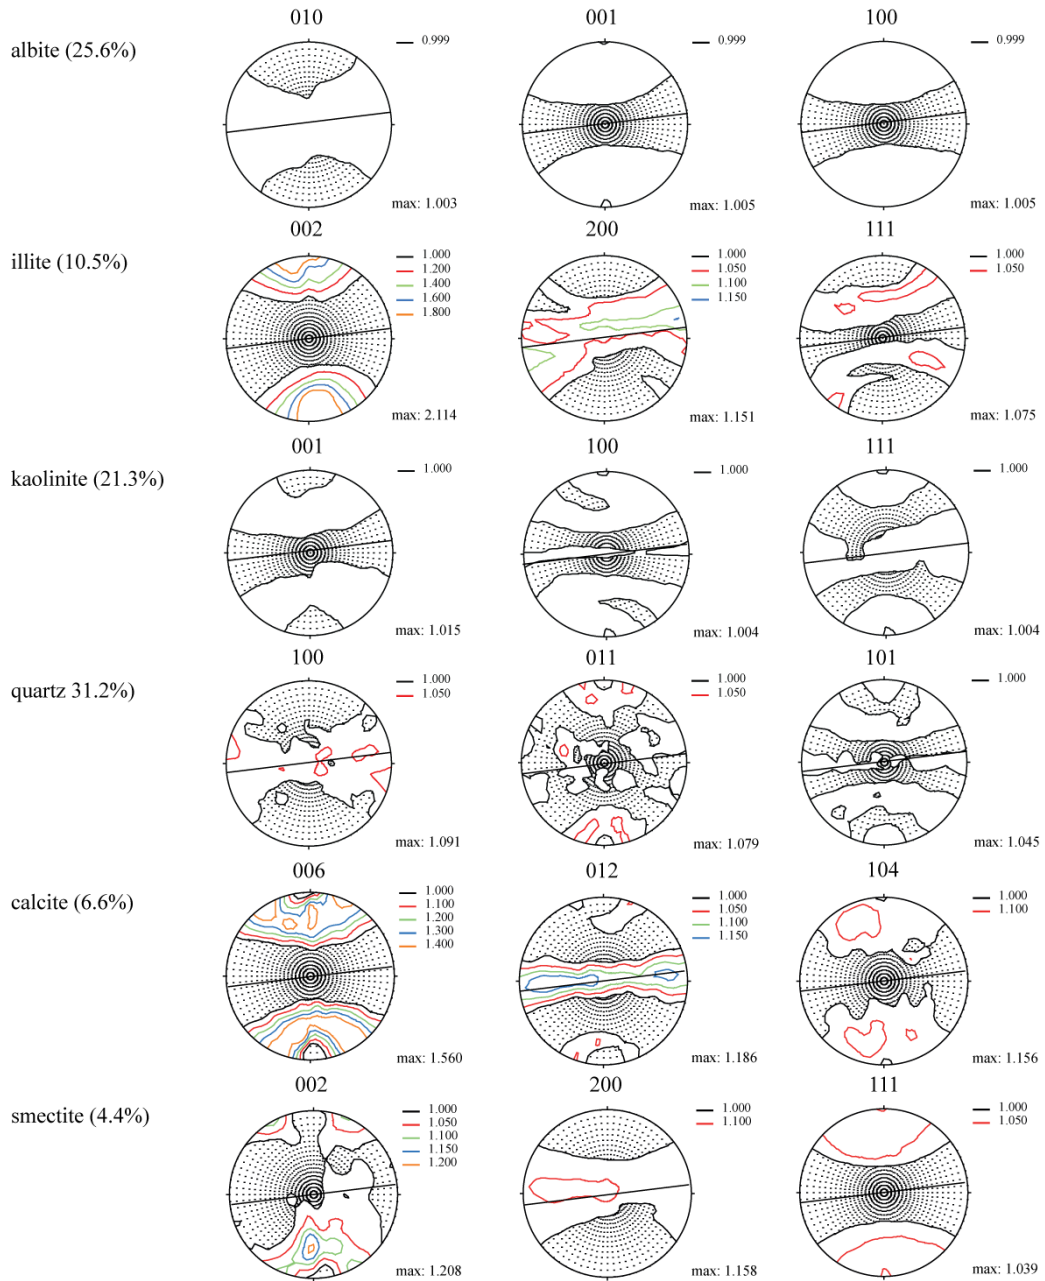 010 001 100
albite (25.6%)
0.999 0.999 0.999
max: 1.003 max: 1.005 max: 1.005
002 200 111
illite (10.5%)
1.000 1.000 1.000
1.200 1.050 1.050
1.400 1.100
1.600 1.150
1.800
max: 2.114 max: 1.151 max: 1.075
001 100 111
kaolinite (21.3%)
1.000 1.000 1.000
max: 1.015 max: 1.004 max: 1.004
100 011 101
quartz 31.2%)
1.000 1.000 1.000
1.050 1.050
max: 1.091 max: 1.079 max: 1.045
006 012 104
calcite (6.6%)
1.000 1.000 1.000
1.100 1.050 1.100
1.200 1.100
1.300 1.150
1.400
max: 1.560 max: 1.186 max: 1.156
002 200 111
smectite (4.4%)
1.000 1.000 1.000
1.050 1.100 1.050
1.100
1.150
1.200
max: 1.208 max: 1.158 max: 1.039